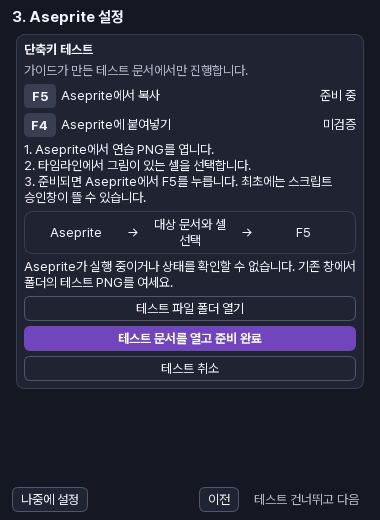 3. Aseprite 설정
단축키 테스트
가이드가 만든 테스트 문서에서만 진행합니다.
F5 Aseprite에서 복사 준비 중
F4 Aseprite에 붙여넣기 미검증
1. Aseprite에서 연습 PNG를 엽니다.
2. 타임라인에서 그림이 있는 셀을 선택합니다.
3. 준비되면 Aseprite에서 F5를 누릅니다. 최초에는 스크립트
승인창이 뜰 수 있습니다.
Aseprite → 대상 문서와 셀
선택 → F5
Aseprite가 실행 중이거나 상태를 확인할 수 없습니다. 기존 창에서
폴더의 테스트 PNG를 여세요.
테스트 파일 폴더 열기
테스트 문서를 열고 준비 완료
테스트 취소
나중에 설정 이전 테스트 건너뛰고 다음